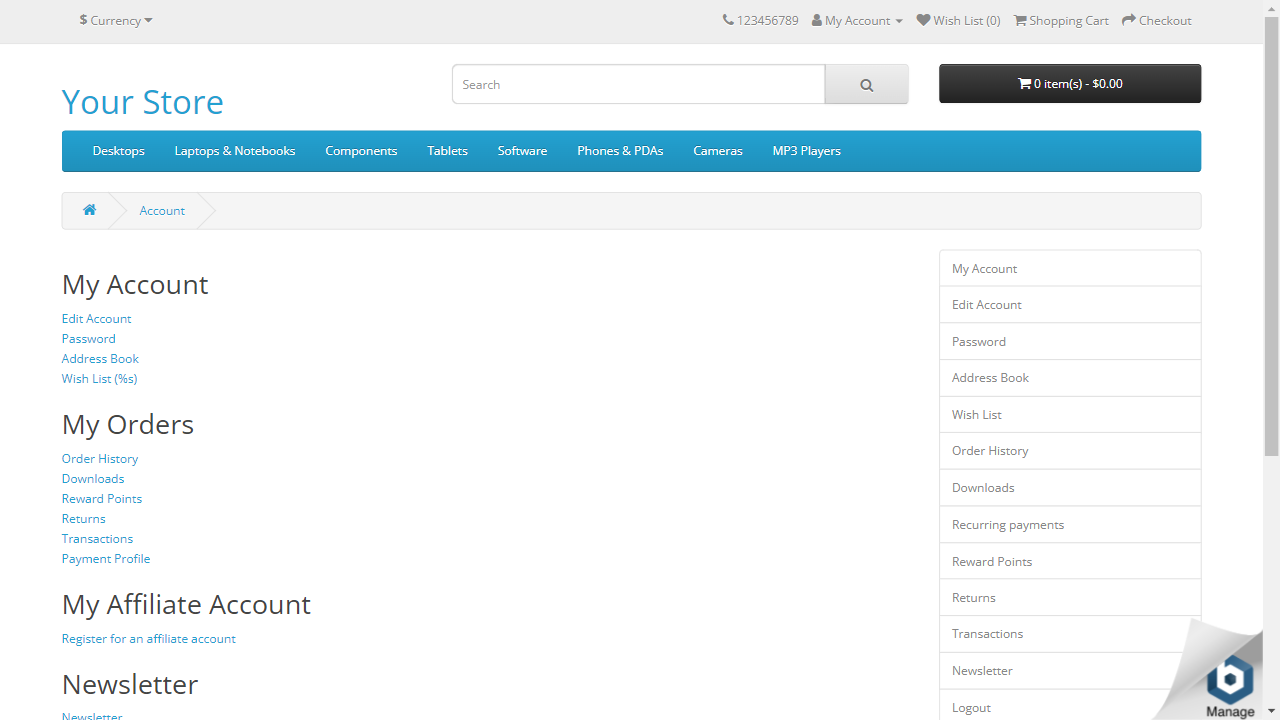 $ Currency
123456789 My Account Wish List (0) Shopping Cart Checkout
Your Store
Search
0 item(s) - $0.00
Desktops Laptops & Notebooks Components Tablets Software Phones & PDAs Cameras MP3 Players
Account
My Account
Edit Account
Password
Address Book
Wish List (%s)
My Orders
Order History
Downloads
Reward Points
Returns
Transactions
Payment Profile
My Affiliate Account
Register for an affiliate account
Newsletter
Newsletter
My Account
Edit Account
Password
Address Book
Wish List
Order History
Downloads
Recurring payments
Reward Points
Returns
Transactions
Newsletter
Logout
Manage